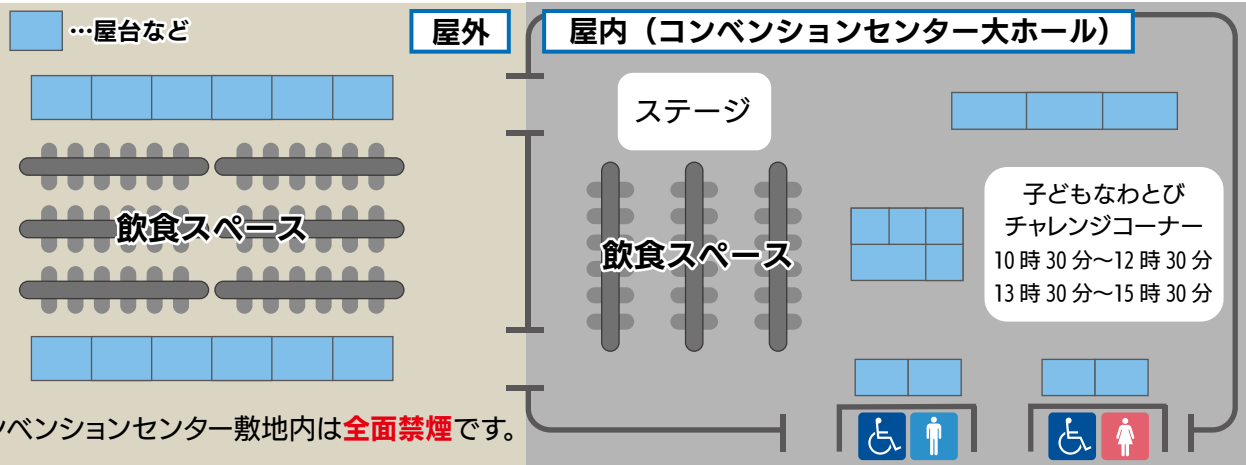 …屋台など
屋外
屋内（コンベンションセンター大ホール）
ステージ
飲食スペース
飲食スペース
子どもなわとび
チャレンジコーナー
10時30分～12時30分
13時30分～15時30分
ンベンションセンター敷地内は全面禁煙です。